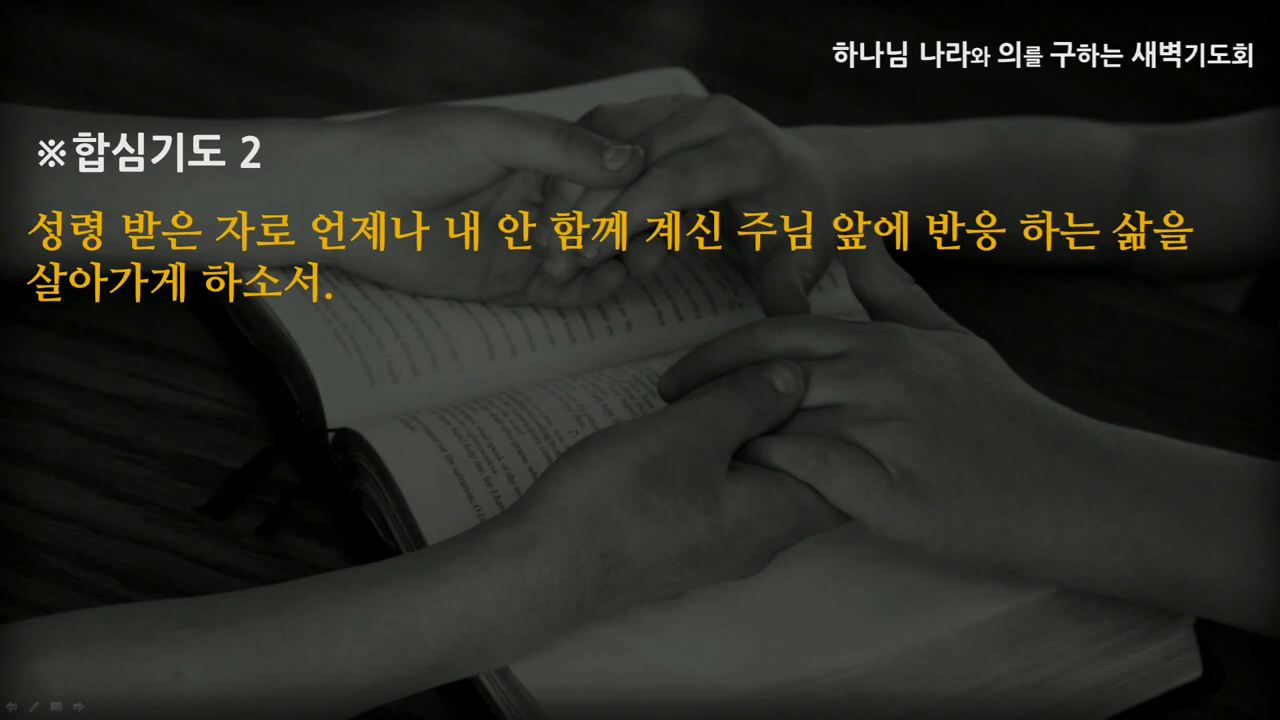 하나님 나라와 의를 구하는 새벽기도회
※합심기도 2
성령 받은 자로 언제나 내 안 함께 계신 주님 앞에 반응 하는 삶을
살아가게 하소서.